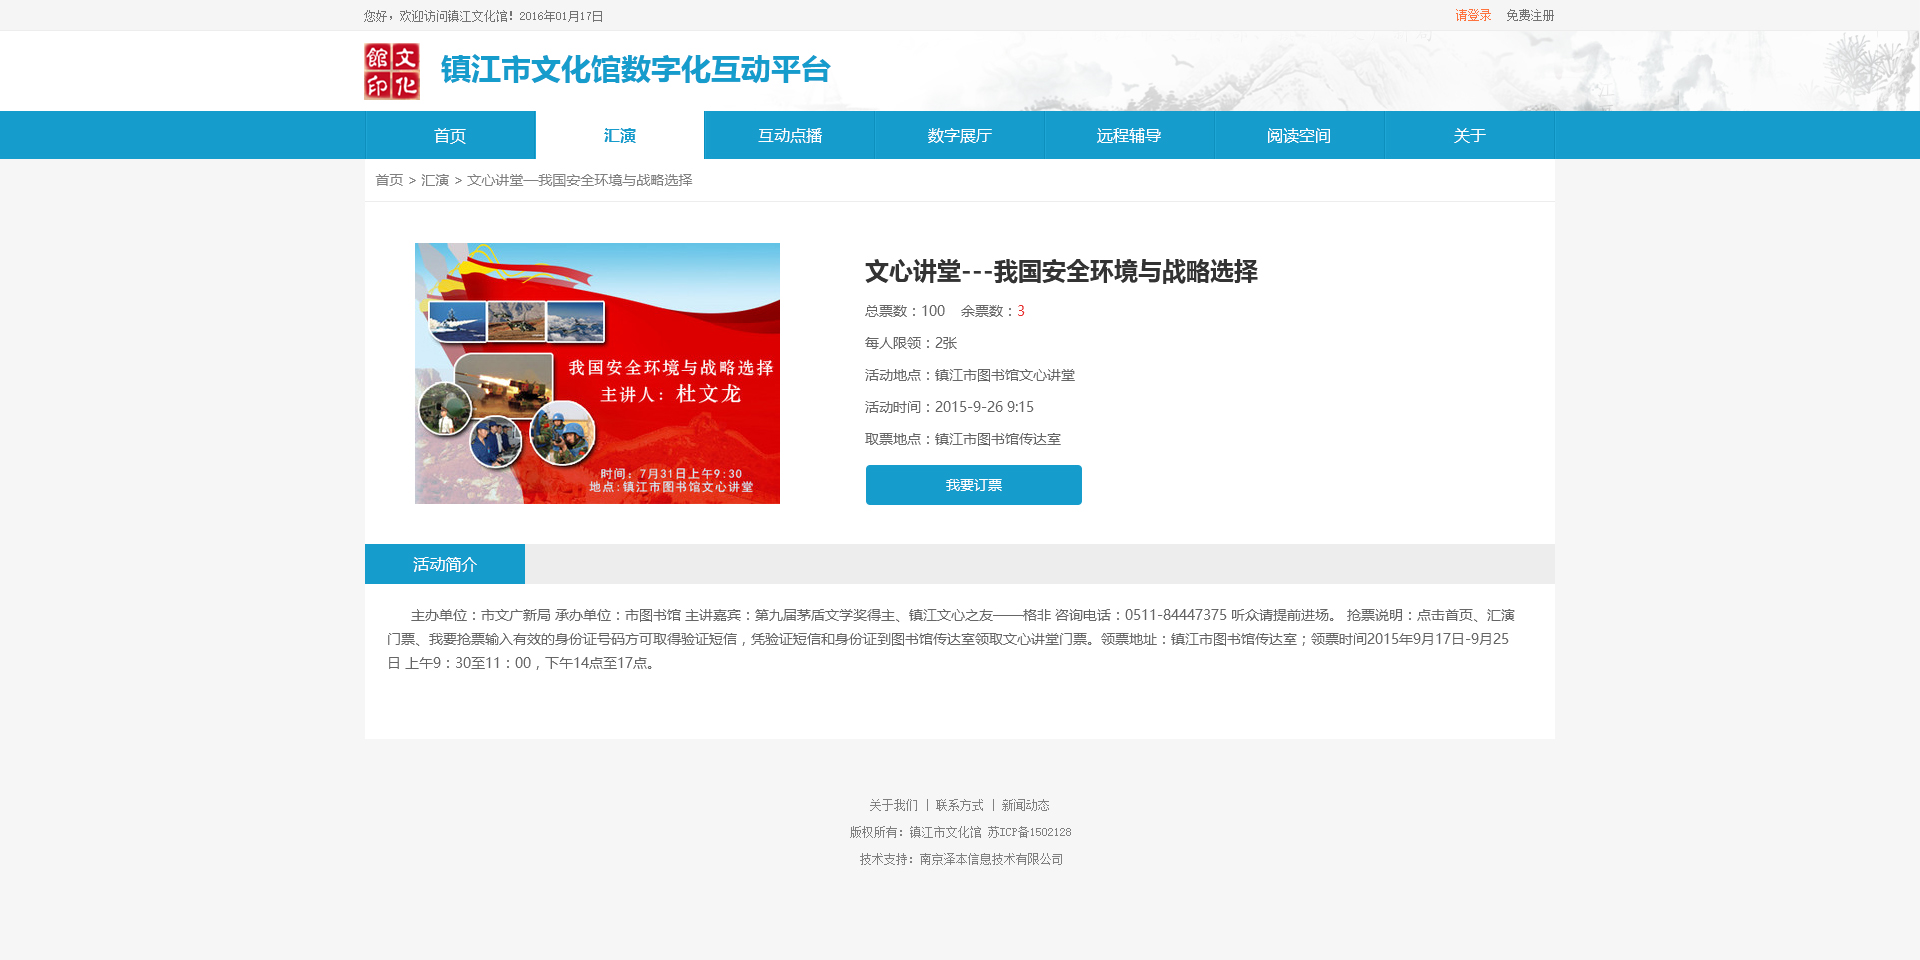 您好，欢迎访问镇江文化馆！2016年01月17日
请登录 免费注册
館文印化
镇江市文化馆数字化互动平台
首页 汇演 互动点播 数字展厅 远程辅导 阅读空间 关于
首页 > 汇演 > 文心讲堂---我国安全环境与战略选择
我国安全环境与战略选择
主讲人：杜文龙
时间：7月31日上午9:30
地点:镇江市图书馆文心讲堂
文心讲堂---我国安全环境与战略选择
总票数：100 余票数：3
每人限领：2张
活动地点：镇江市图书馆文心讲堂
活动时间：2015-9-26 9:15
取票地点：镇江市图书馆传达室
我要订票
活动简介
主办单位：市文广新局 承办单位：市图书馆 主讲嘉宾：第九届茅盾文学奖得主、镇江文心之友——格非 咨询电话：0511-84447375 听众请提前进场。 抢票说明：点击首页、汇演
门票、我要抢票输入有效的身份证号码方可取得验证短信，凭验证短信和身份证到图书馆传达室领取文心讲堂门票。领票地址：镇江市图书馆传达室；领票时间2015年9月17日-9月25
日 上午9：30至11：00，下午14点至17点。
关于我们 | 联系方式 | 新闻动态
版权所有：镇江市文化馆 苏ICP备1502128
技术支持：南京泽本信息技术有限公司